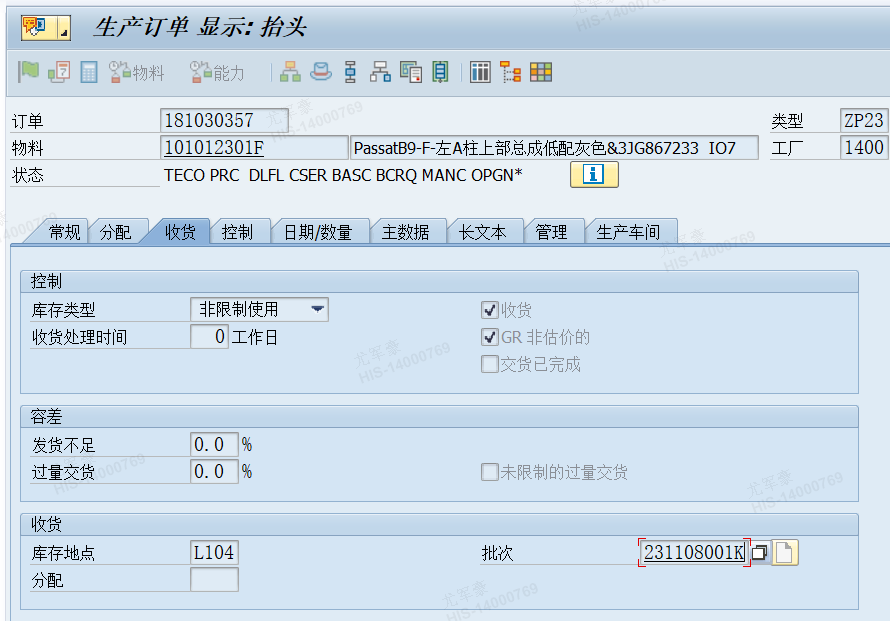 生产订单 显示: 抬头
物料 能力
订单 181030357 类型 ZP23
物料 101012301F PassatB9-F-左A柱上部总成低配灰色&3JG867233 IO7 工厂 1400
状态 TECO PRC DLFL CSER BASC BCRQ MANC OPGN*
常规 分配 收货 控制 日期/数量 主数据 长文本 管理 生产车间
控制
库存类型 非限制使用 收货
收货处理时间 0 工作日 GR 非估价的
交货已完成
容差
发货不足 0.0 %
过量交货 0.0 % 未限制的过量交货
收货
库存地点 L104 批次 231108001K
分配
HIS-14000769